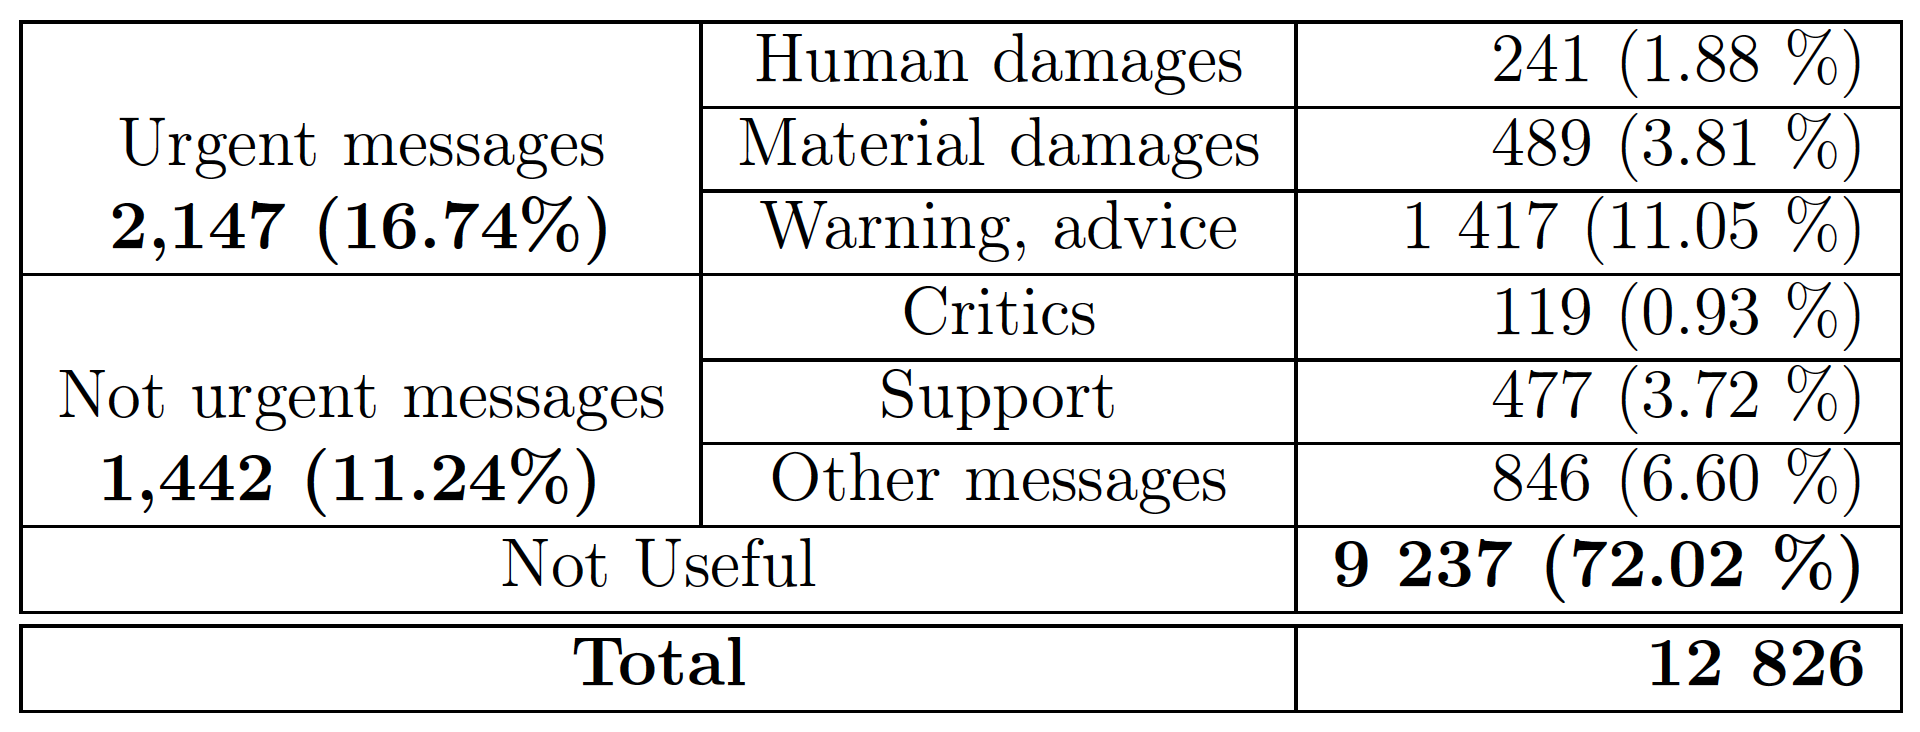 Human damages 241 (1.88 %)
Urgent messages Material damages 489 (3.81 %)
2,147 (16.74%) Warning, advice 1 417 (11.05 %)
Critics 119 (0.93 %)
Not urgent messages Support 477 (3.72 %)
1,442 (11.24%) Other messages 846 (6.60 %)
Not Useful 9 237 (72.02 %)
Total 12 826